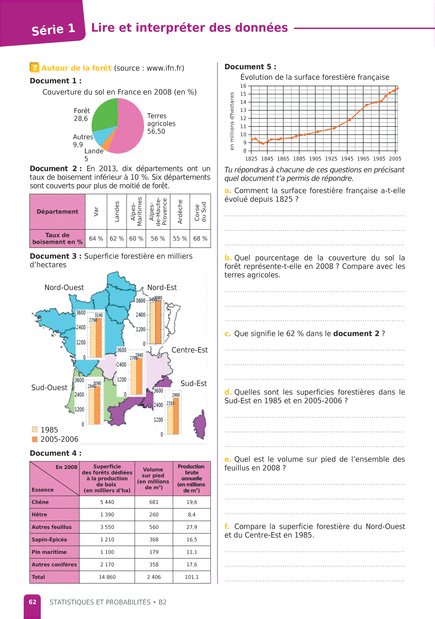 Série 1
Lire et interpréter des données
7 Autour de la forêt (source : www.ifn.fr)
Document 1 :
Couverture du sol en France en 2008 (en %)
Forêt
28,6
Autres
9,9
Lande
5
Terres
agricoles
56,50
Document 2 : En 2013, dix départements ont un
taux de boisement inférieur à 10 %. Six départements
sont couverts pour plus de moitié de forêt.
Département
Var
Landes
Alpes-
Maritimes
Alpes-
de-Haute-
Provence
Ardèche
Corse
du Sud
Taux de
boisement en %
64 % 62 % 60 % 56 % 55 % 68 %
Document 3 : Superficie forestière en milliers
d'hectares
Nord-Ouest
Nord-Est
Centre-Est
Sud-Ouest
Sud-Est
3600
2400
1200
0
3600
2400
1200
0
3600
2400
1200
0
3600
2400
1200
0
3600
2400
1200
0
1985
2005-2006
Document 4 :
En 2008
Essence
Superficie
des forêts dédiées
à la production
de bois
(en milliers d'ha)
Volume
sur pied
(en millions
de m³)
Production
brute
annuelle
(en millions
de m³)
Chêne 5 440 681 19,6
Hêtre 1 390 260 8,4
Autres feuillus 3 550 560 27,9
Sapin-Épicéa 1 210 368 16,5
Pin maritime 1 100 179 11,1
Autres conifères 2 170 358 17,6
Total 14 860 2 406 101,1
Document 5 :
Évolution de la surface forestière française
en millions d'hectares
16
15
14
13
12
11
10
9
8
1825 1845 1865 1885 1905 1925 1945 1965 1985 2005
Tu répondras à chacune de ces questions en précisant
quel document t'a permis de répondre.
a. Comment la surface forestière française a-t-elle
évolué depuis 1825 ?
b. Quel pourcentage de la couverture du sol la
forêt représente-t-elle en 2008 ? Compare avec les
terres agricoles.
c. Que signifie le 62 % dans le document 2 ?
d. Quelles sont les superficies forestières dans le
Sud-Est en 1985 et en 2005-2006 ?
e. Quel est le volume sur pied de l'ensemble des
feuillus en 2008 ?
f. Compare la superficie forestière du Nord-Ouest
et du Centre-Est en 1985.
62 STATISTIQUES ET PROBABILITÉS • B2